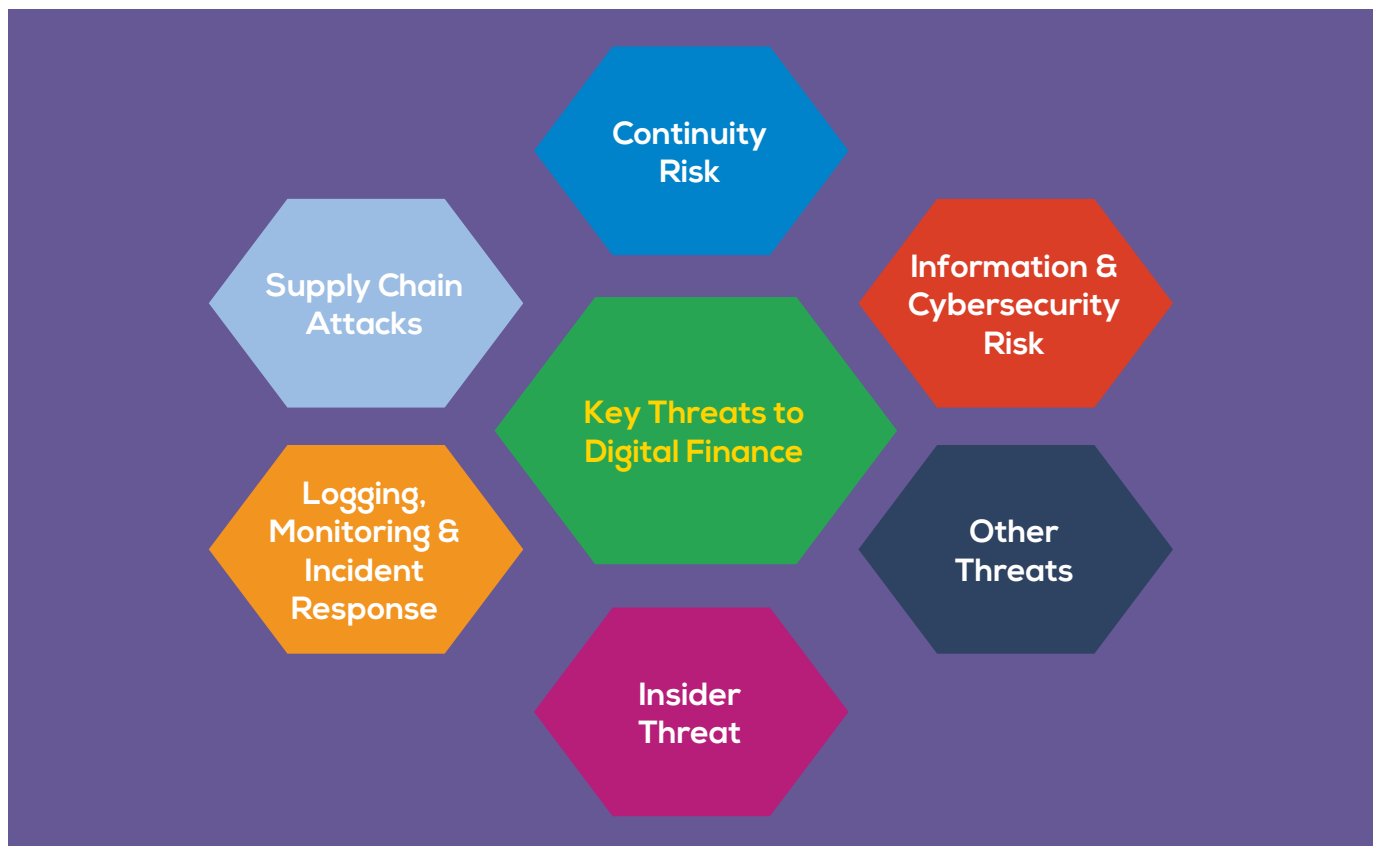 Continuity
Risk
Supply Chain
Attacks
Information &
Cybersecurity
Risk
Key Threats to
Digital Finance
Logging,
Monitoring &
Incident
Response
Other
Threats
Insider
Threat